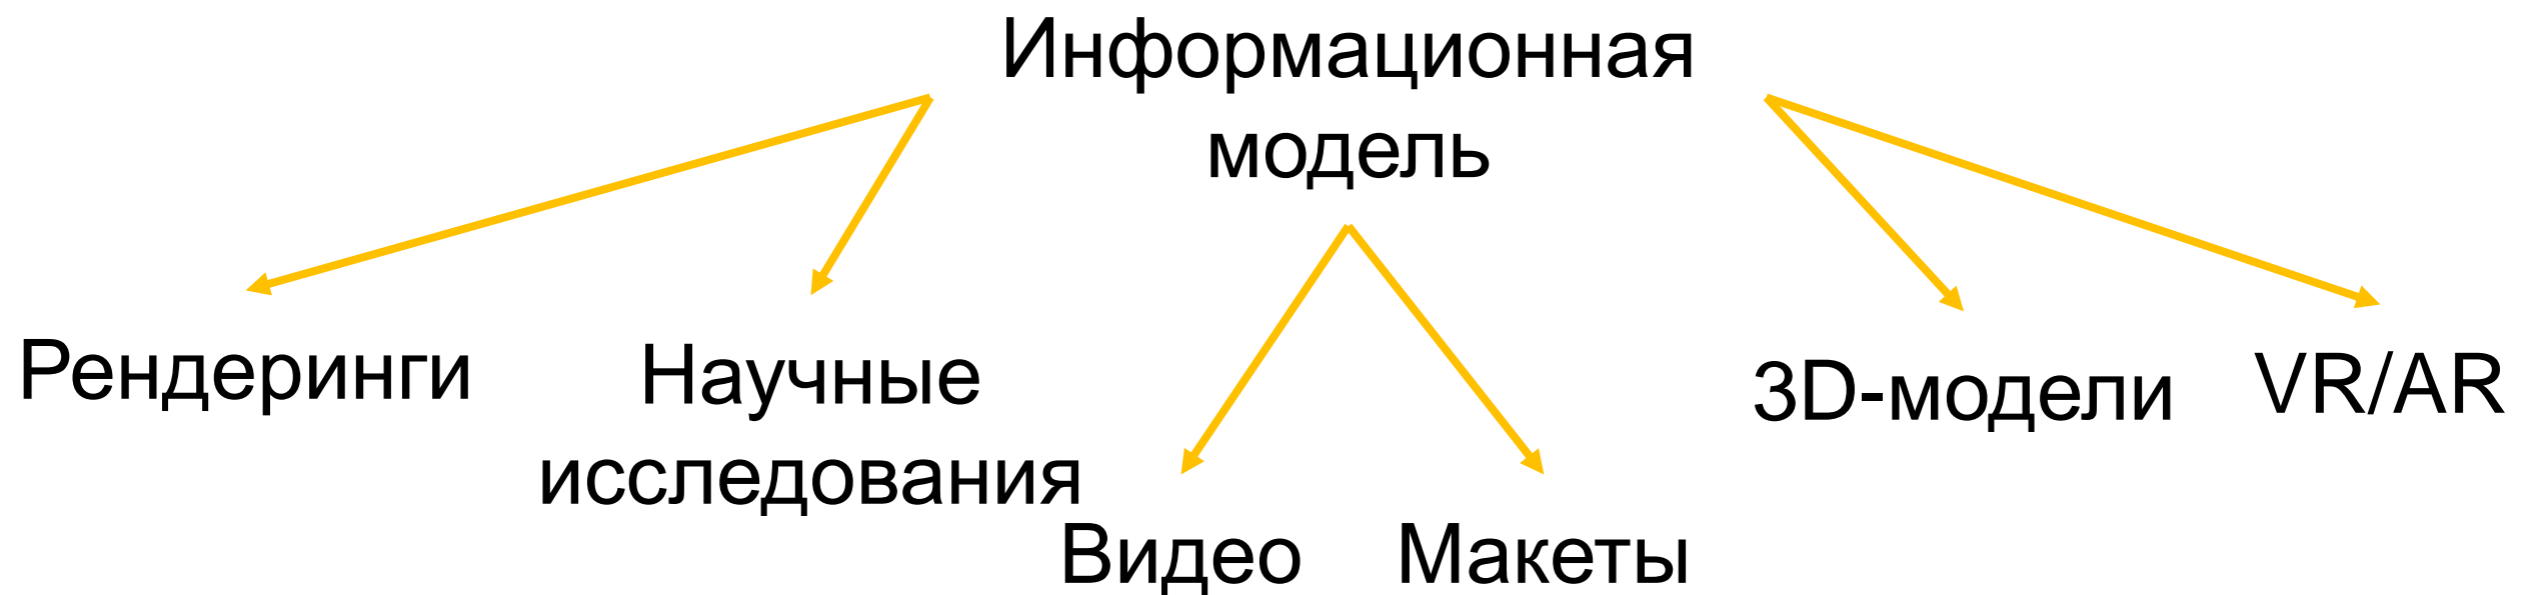 Информационная
модель
Рендеринги
Научные
исследования
Видео
Макеты
3D-модели
VR/AR